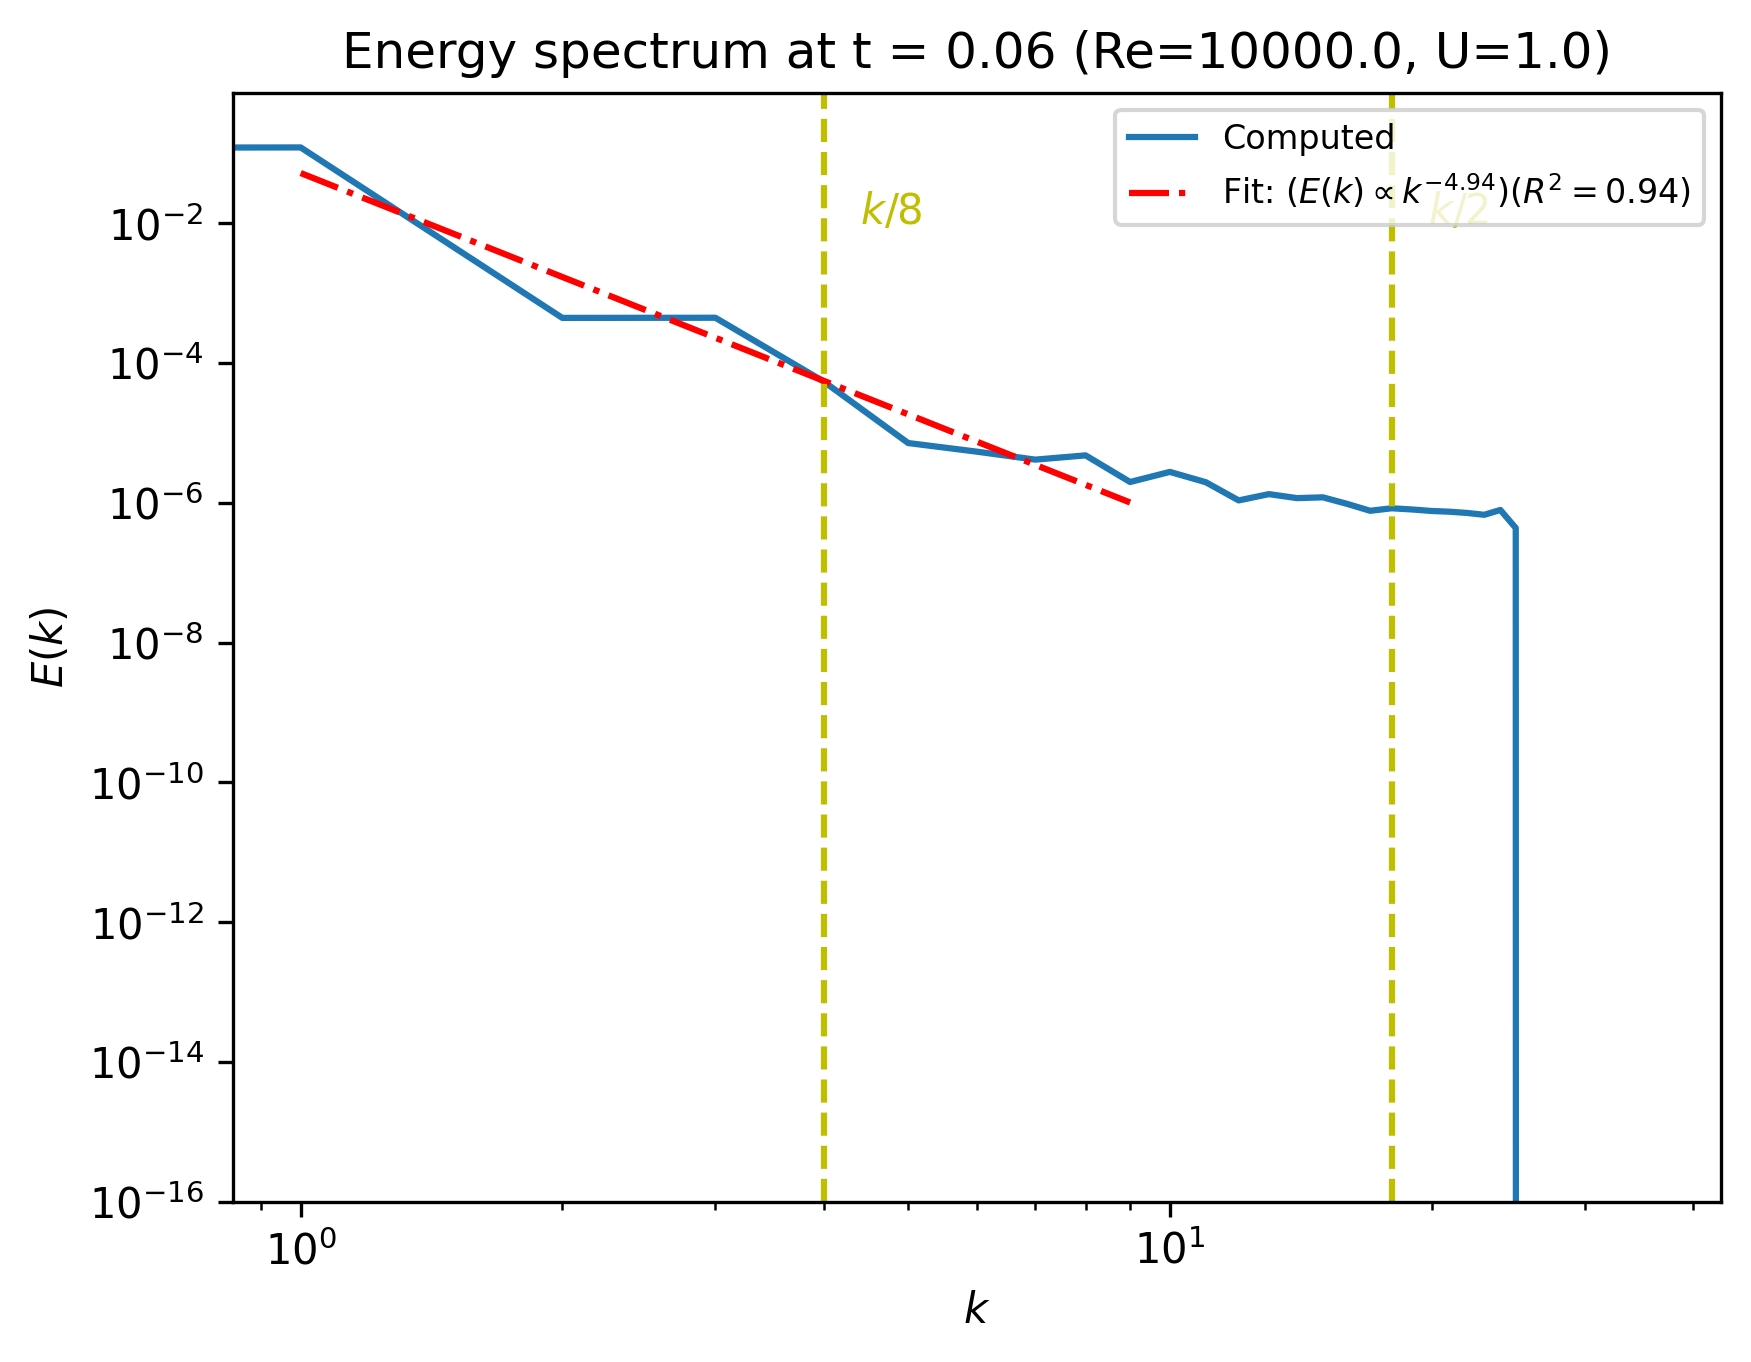 Energy spectrum at t = 0.06 (Re=10000.0, U=1.0)
Computed
Fit: (E(k) ∝ k^{-4.94})(R² = 0.94)
k/8
k/2
10^{-2}
10^{-4}
10^{-6}
10^{-8}
10^{-10}
10^{-12}
10^{-14}
10^{-16}
E(k)
10^{0}
10^{1}
k